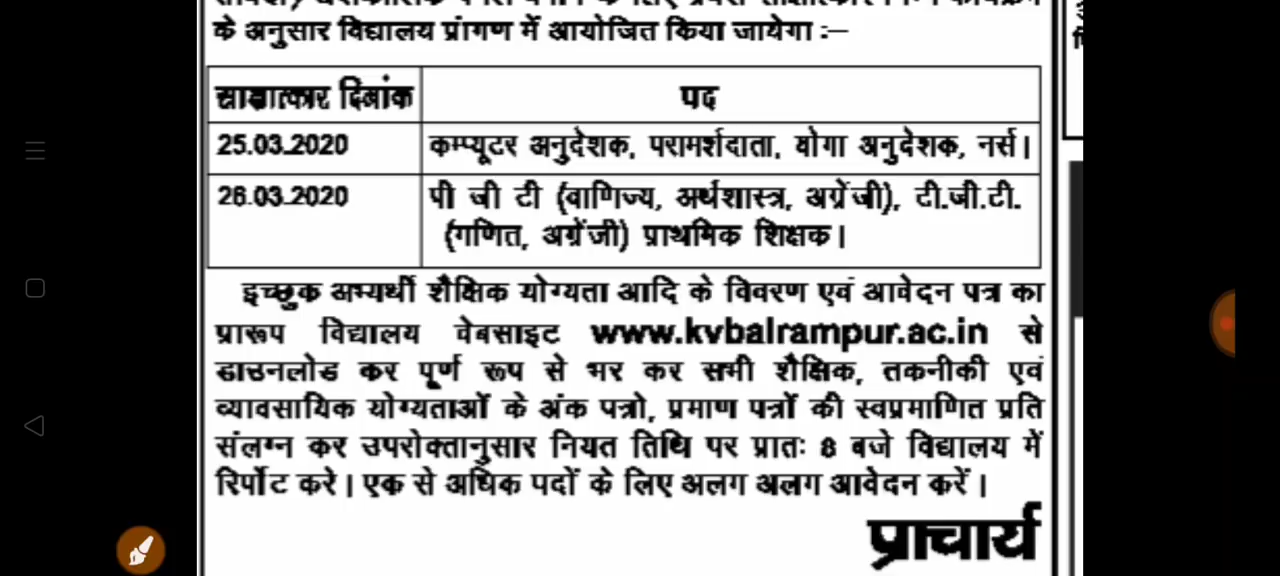 के अनुसार विद्यालय प्रांगण में आयोजित किया जायेगा :–
साक्षात्कार दिनांक पद
25.03.2020 कम्प्यूटर अनुदेशक, परामर्शदाता, योगा अनुदेशक, नर्स।
26.03.2020 पी जी टी (वाणिज्य, अर्थशास्त्र, अग्रेंजी), टी.जी.टी.
(गणित, अग्रेंजी) प्राथमिक शिक्षक।
इच्छुक अभ्यर्थी शैक्षिक योग्यता आदि के विवरण एवं आवेदन पत्र का
प्रारूप विद्यालय वेबसाइट www.kvbalrampur.ac.in से
डाउनलोड कर पूर्ण रूप से भर कर सभी शैक्षिक, तकनीकी एवं
व्यावसायिक योग्यताओं के अंक पत्रो, प्रमाण पत्रों की स्वप्रमाणित प्रति
संलग्न कर उपरोक्तानुसार नियत तिथि पर प्रातः 8 बजे विद्यालय में
रिर्पोट करे। एक से अधिक पदों के लिए अलग अलग आवेदन करें।
प्राचार्य